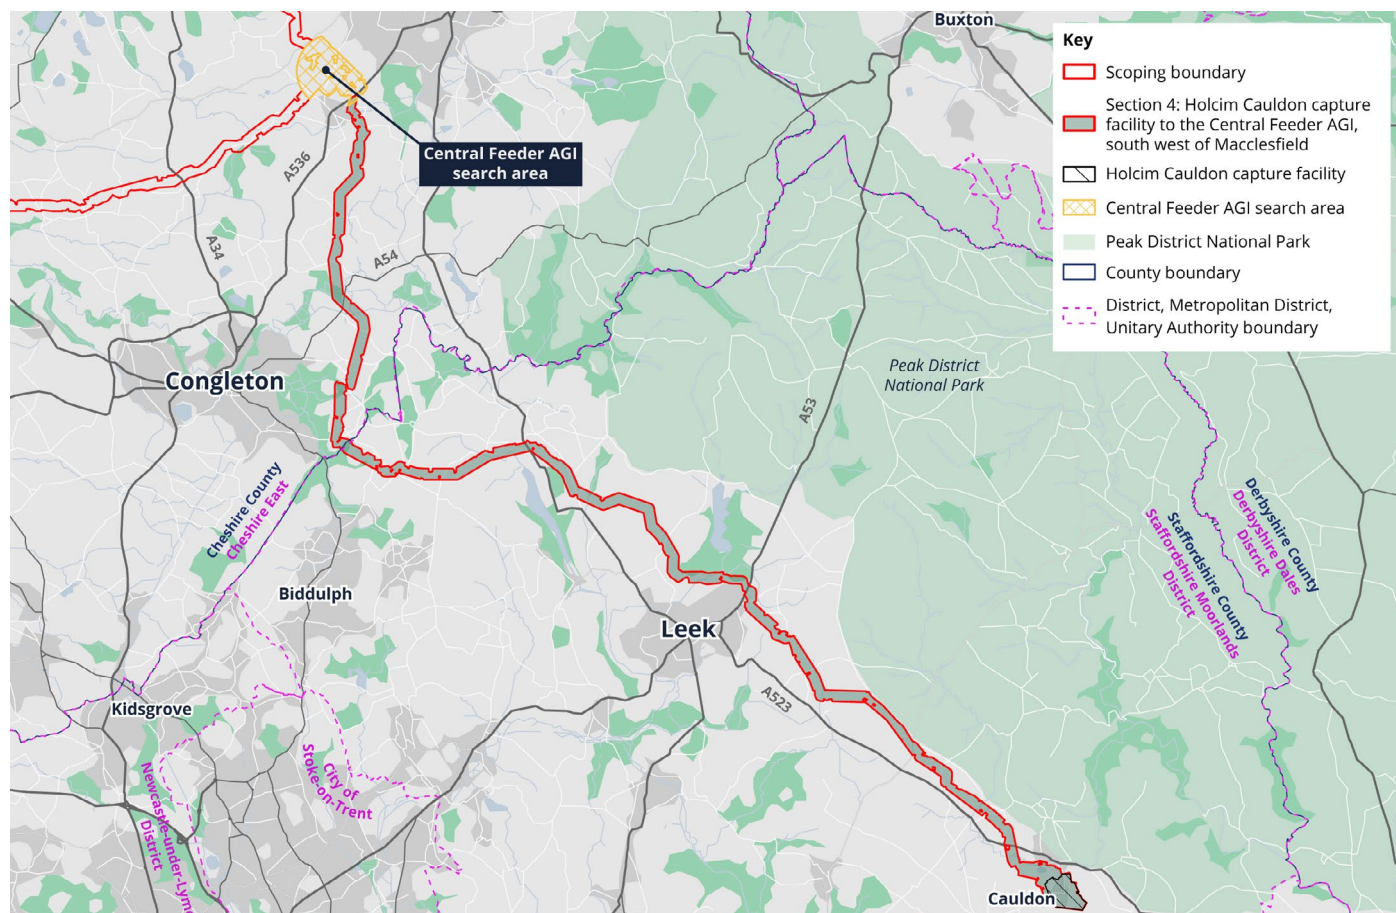 Buxton
Key
Scoping boundary
Section 4: Holcim Cauldon capture
facility to the Central Feeder AGI,
south west of Macclesfield
Holcim Cauldon capture facility
Central Feeder AGI search area
Peak District National Park
County boundary
District, Metropolitan District,
Unitary Authority boundary
Central Feeder AGI
search area
A536
A34
A54
Peak District
National Park
Congleton
A53
Cheshire County
Cheshire East
Derbyshire County
Derbyshire Dales
District
Staffordshire County
Staffordshire Moorlands
District
Biddulph
Leek
A523
Kidsgrove
City of
Stoke-on-Trent
Newcastle-under-Lyme
District
Cauldon